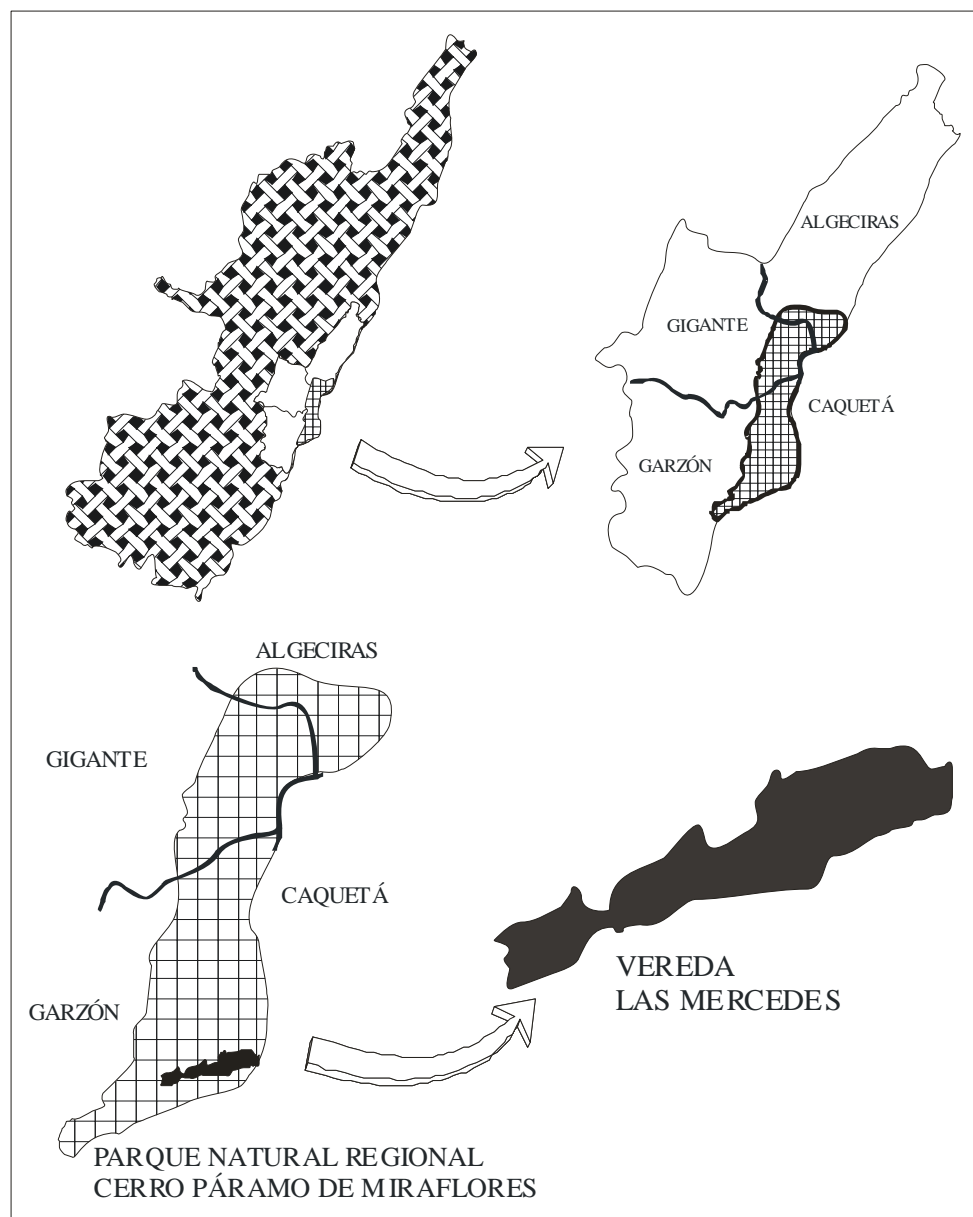 ALGECIRAS
GIGANTE
CAQUETÁ
GARZÓN
ALGECIRAS
GIGANTE
CAQUETÁ
GARZÓN
VEREDA
LAS MERCEDES
PARQUE NATURAL REGIONAL
CERRO PÁRAMO DE MIRAFLORES